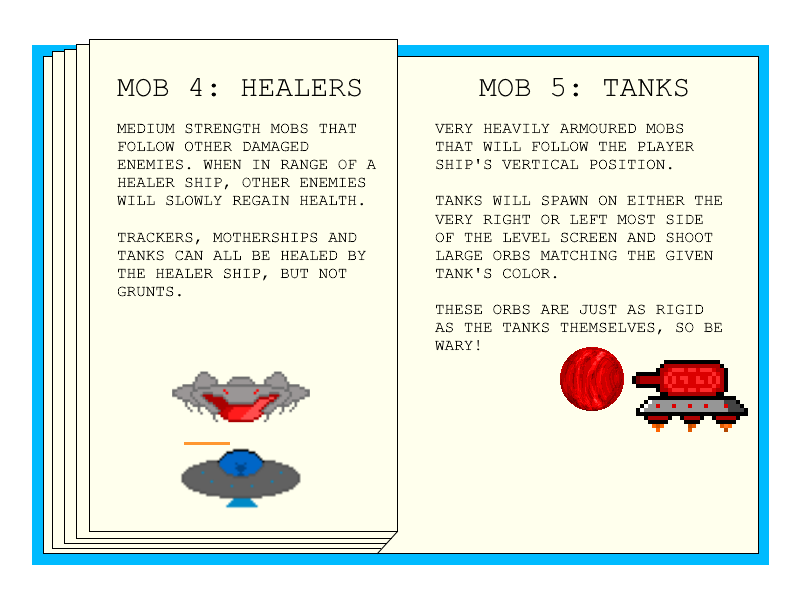 MOB 4: HEALERS
MEDIUM STRENGTH MOBS THAT
FOLLOW OTHER DAMAGED
ENEMIES. WHEN IN RANGE OF A
HEALER SHIP, OTHER ENEMIES
WILL SLOWLY REGAIN HEALTH.
TRACKERS, MOTHERSHIPS AND
TANKS CAN ALL BE HEALED BY
THE HEALER SHIP, BUT NOT
GRUNTS.
MOB 5: TANKS
VERY HEAVILY ARMOURED MOBS
THAT WILL FOLLOW THE PLAYER
SHIP'S VERTICAL POSITION.
TANKS WILL SPAWN ON EITHER THE
VERY RIGHT OR LEFT MOST SIDE
OF THE LEVEL SCREEN AND SHOOT
LARGE ORBS MATCHING THE GIVEN
TANK'S COLOR.
THESE ORBS ARE JUST AS RIGID
AS THE TANKS THEMSELVES, SO BE
WARY!